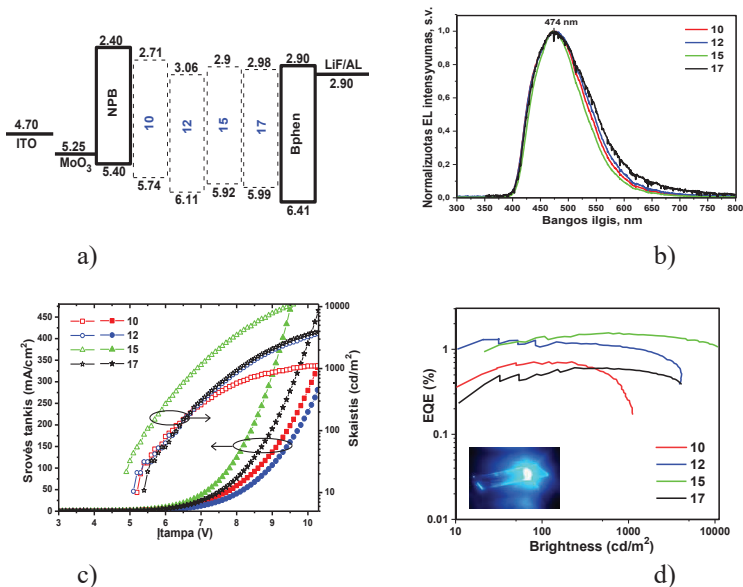 a)
2.40
NPB
5.40
2.71
10
5.74
3.06
12
6.11
2.9
15
5.92
2.98
17
5.99
2.90
Bphen
6.41
LiF/AL
2.90
4.70
ITO
5.25
MoO3
b)
474 nm
10
12
15
17
Normalizuotas EL intensyvumas, s.v.
1,0
0,8
0,6
0,4
0,2
0,0
300 350 400 450 500 550 600 650 700 750 800
Bangos ilgis, nm
c)
10
12
15
17
Srovės tankis (mA/cm²)
450
400
350
300
250
200
150
100
50
0
10000
1000
100
10
Skaistis (cd/m²)
3 4 5 6 7 8 9 10
Įtampa (V)
d)
EQE (%)
1
0.1
0.01
10
12
15
17
10 100 1000 10000
Brightness (cd/m²)